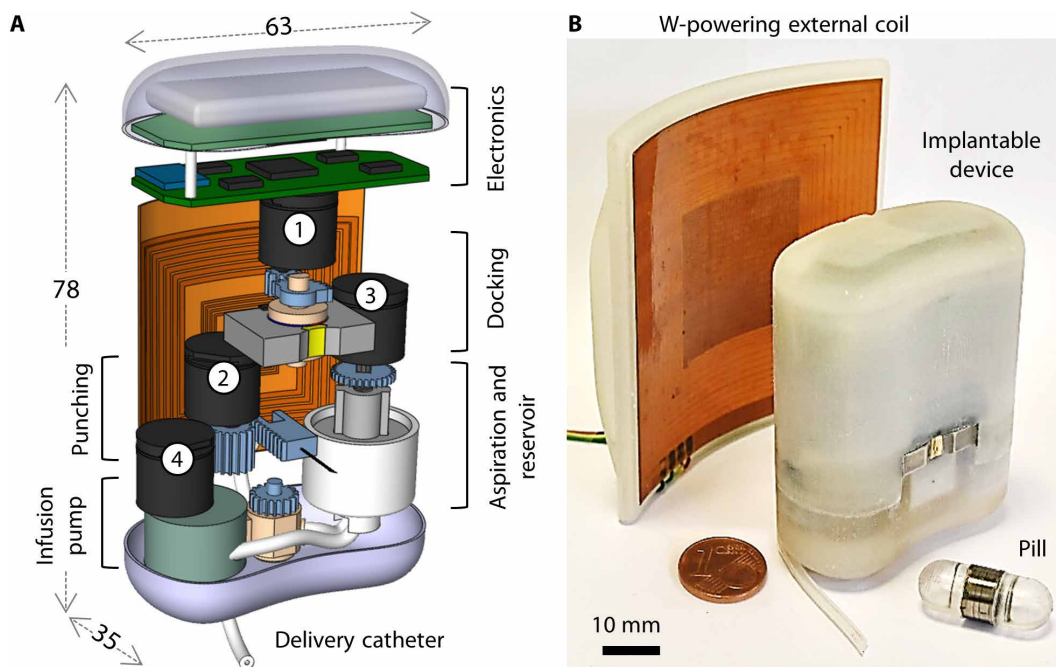 A
63
78
35
1
2
3
4
Electronics
Docking
Aspiration and
reservoir
Punching
Infusion
pump
Delivery catheter
B
W-powering external coil
Implantable
device
Pill
10 mm